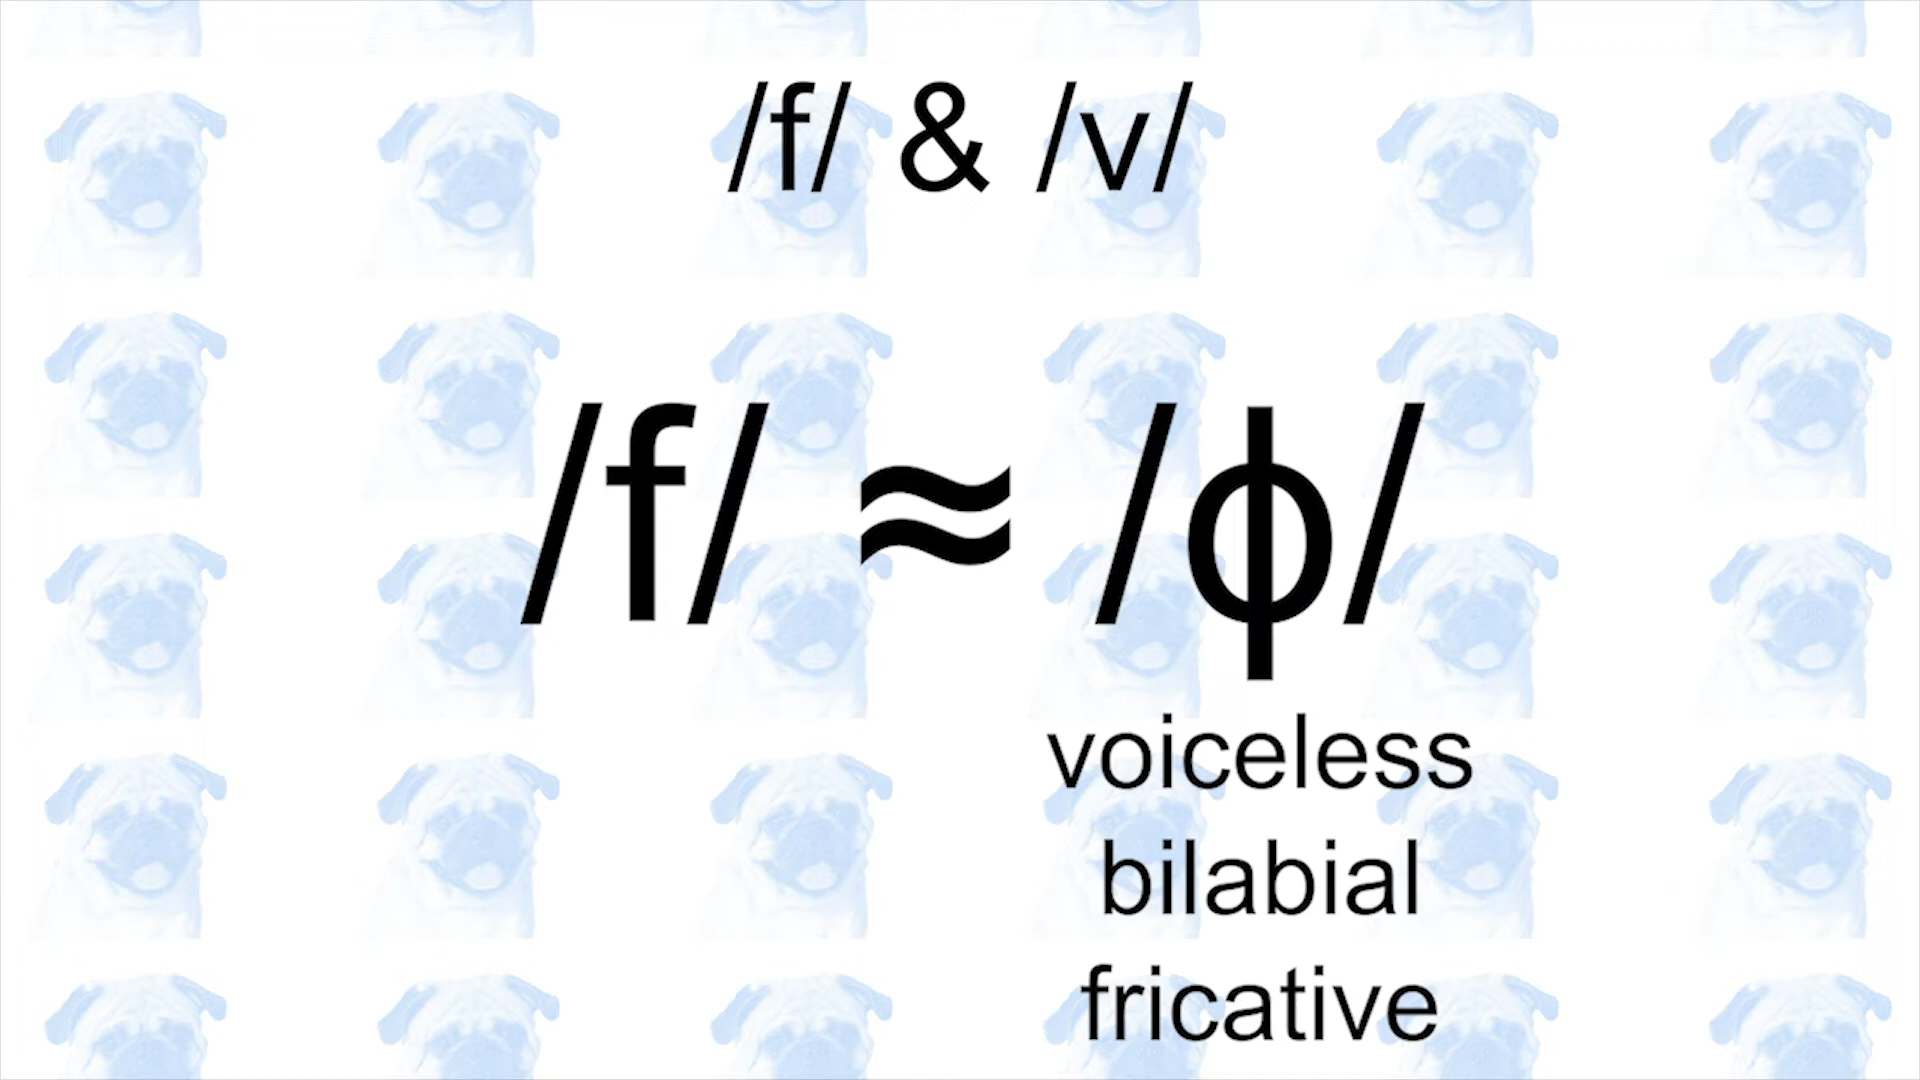 /f/ & /v/
/f/ ≈ /ɸ/
voiceless
bilabial
fricative